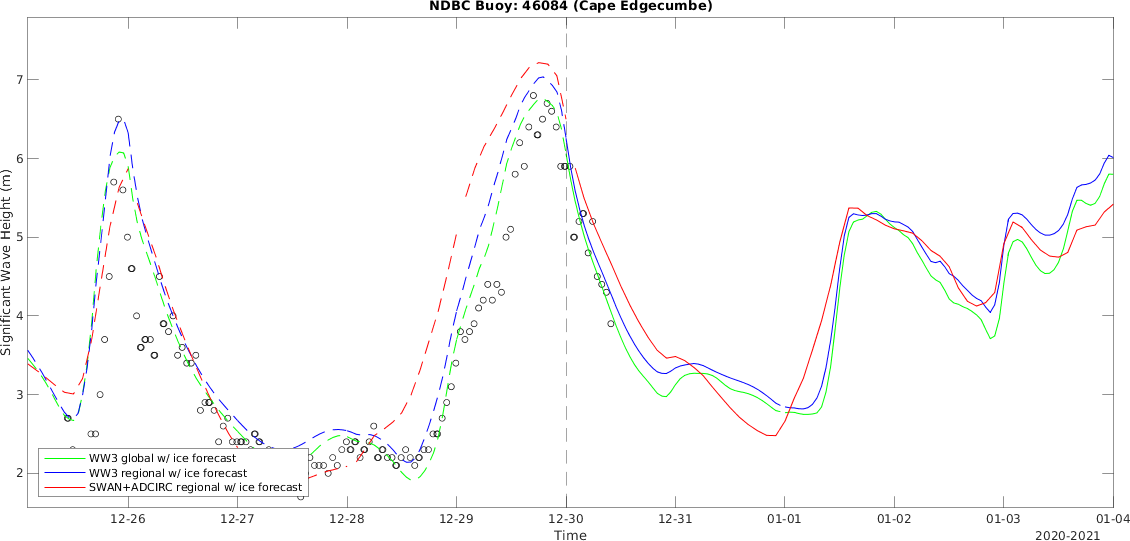 NDBC Buoy: 46084 (Cape Edgecumbe)
Significant Wave Height (m)
7
6
5
4
3
2
WW3 global w/ ice forecast
WW3 regional w/ ice forecast
SWAN+ADCIRC regional w/ ice forecast
12-26 12-27 12-28 12-29 12-30 12-31 01-01 01-02 01-03 01-04
Time
2020-2021